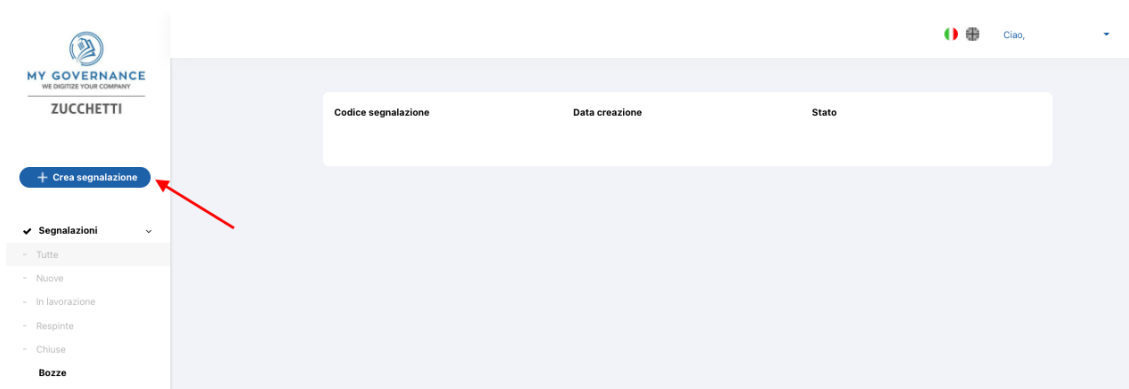 Ciao,
MY GOVERNANCE
WE DIGITIZE YOUR COMPANY
ZUCCHETTI
Codice segnalazione Data creazione Stato
+ Crea segnalazione
Segnalazioni
- Tutte
- Nuove
- In lavorazione
- Respinte
- Chiuse
Bozze